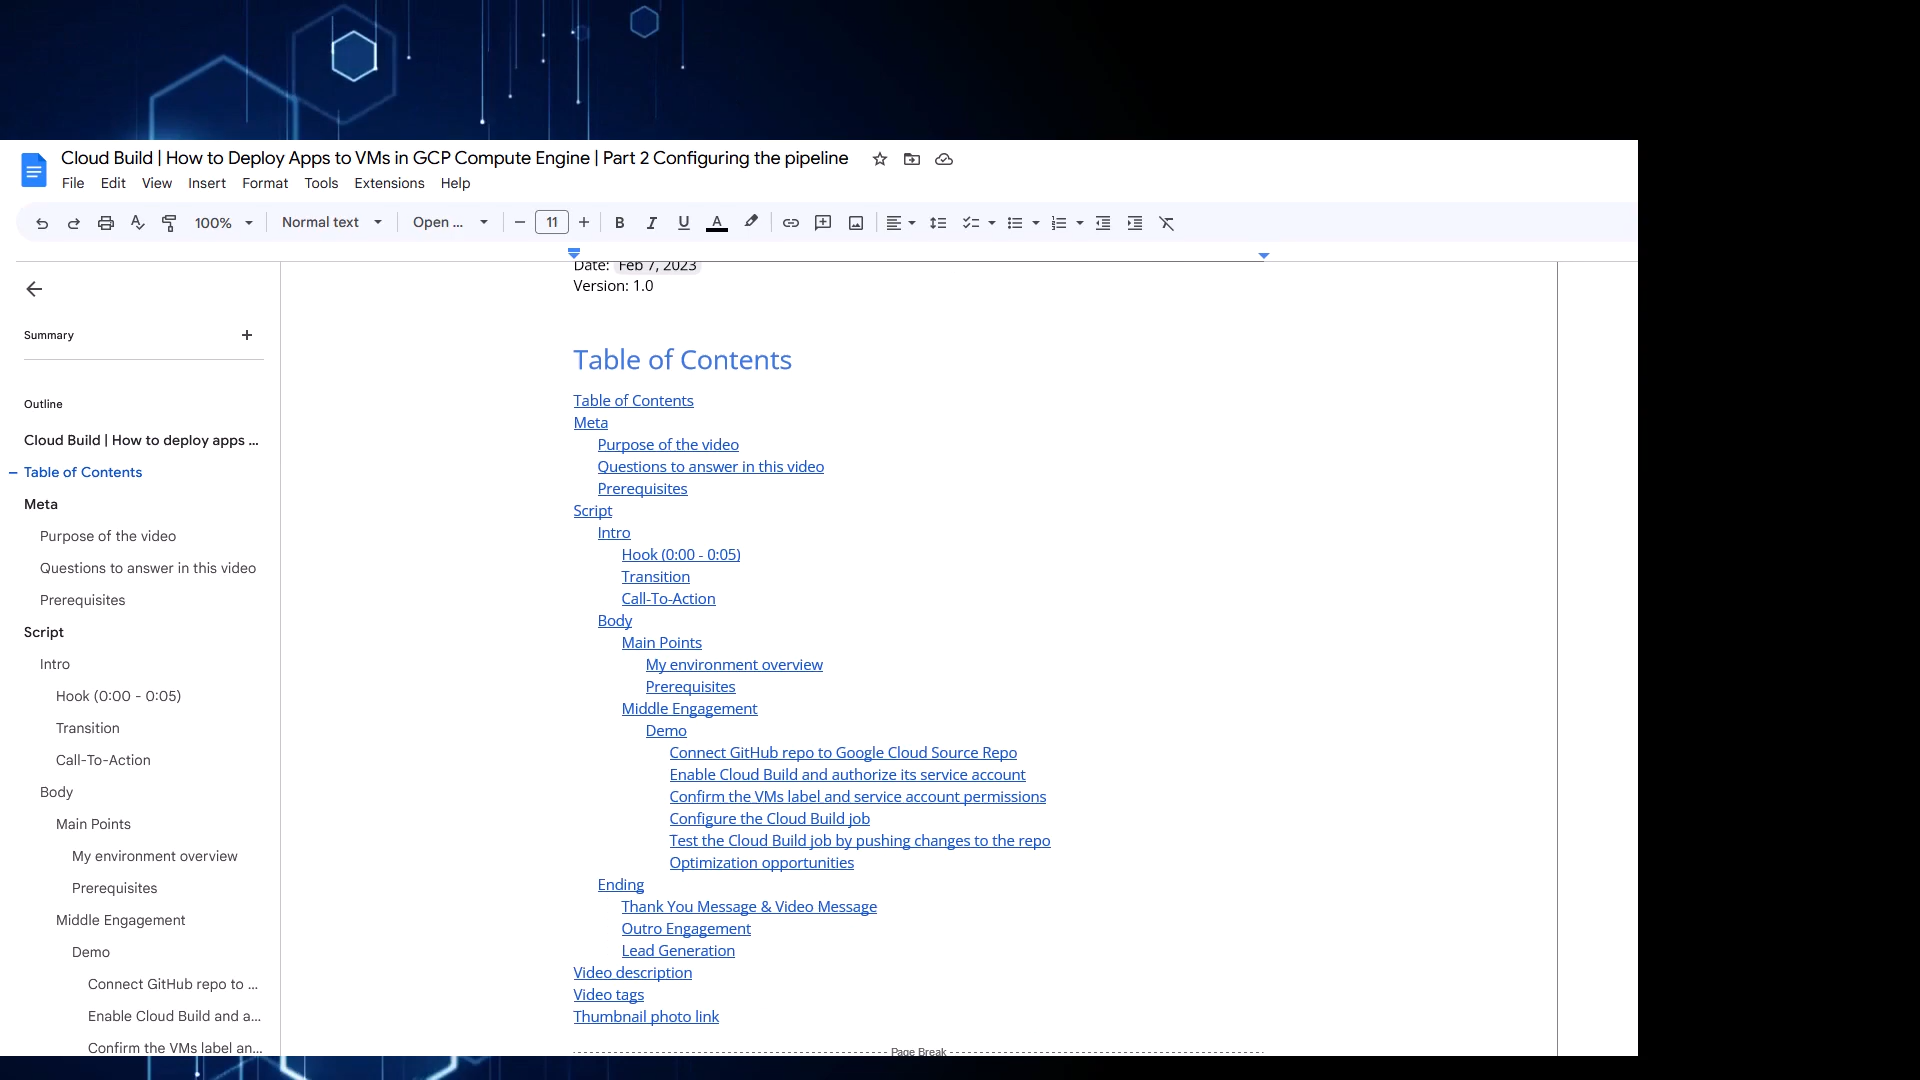 Cloud Build | How to Deploy Apps to VMs in GCP Compute Engine | Part 2 Configuring the pipeline
File Edit View Insert Format Tools Extensions Help
100% Normal text Open ... 11
Date: Feb 7, 2023
Version: 1.0
Summary
Outline
Cloud Build | How to deploy apps ...
Table of Contents
Meta
Purpose of the video
Questions to answer in this video
Prerequisites
Script
Intro
Hook (0:00 - 0:05)
Transition
Call-To-Action
Body
Main Points
My environment overview
Prerequisites
Middle Engagement
Demo
Connect GitHub repo to ...
Enable Cloud Build and a...
Confirm the VMs label an...
Table of Contents
Table of Contents
Meta
Purpose of the video
Questions to answer in this video
Prerequisites
Script
Intro
Hook (0:00 - 0:05)
Transition
Call-To-Action
Body
Main Points
My environment overview
Prerequisites
Middle Engagement
Demo
Connect GitHub repo to Google Cloud Source Repo
Enable Cloud Build and authorize its service account
Confirm the VMs label and service account permissions
Configure the Cloud Build job
Test the Cloud Build job by pushing changes to the repo
Optimization opportunities
Ending
Thank You Message & Video Message
Outro Engagement
Lead Generation
Video description
Video tags
Thumbnail photo link
Page Break